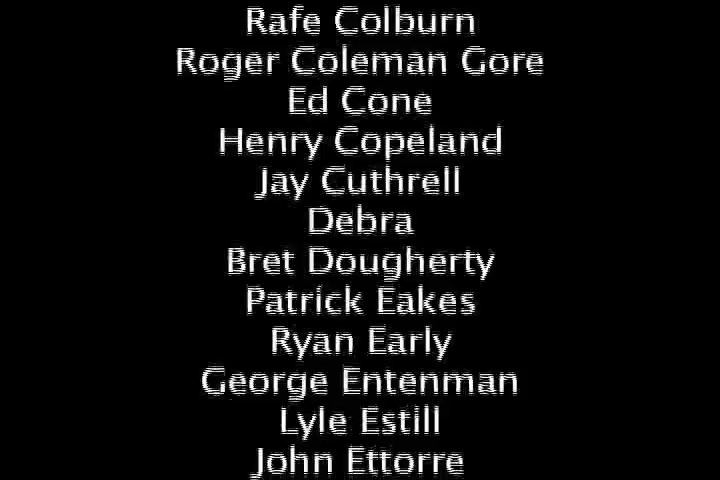 Rafe Colburn
Roger Coleman Gore
Ed Cone
Henry Copeland
Jay Cuthrell
Debra
Bret Dougherty
Patrick Eakes
Ryan Early
George Entenman
Lyle Estill
John Ettorre